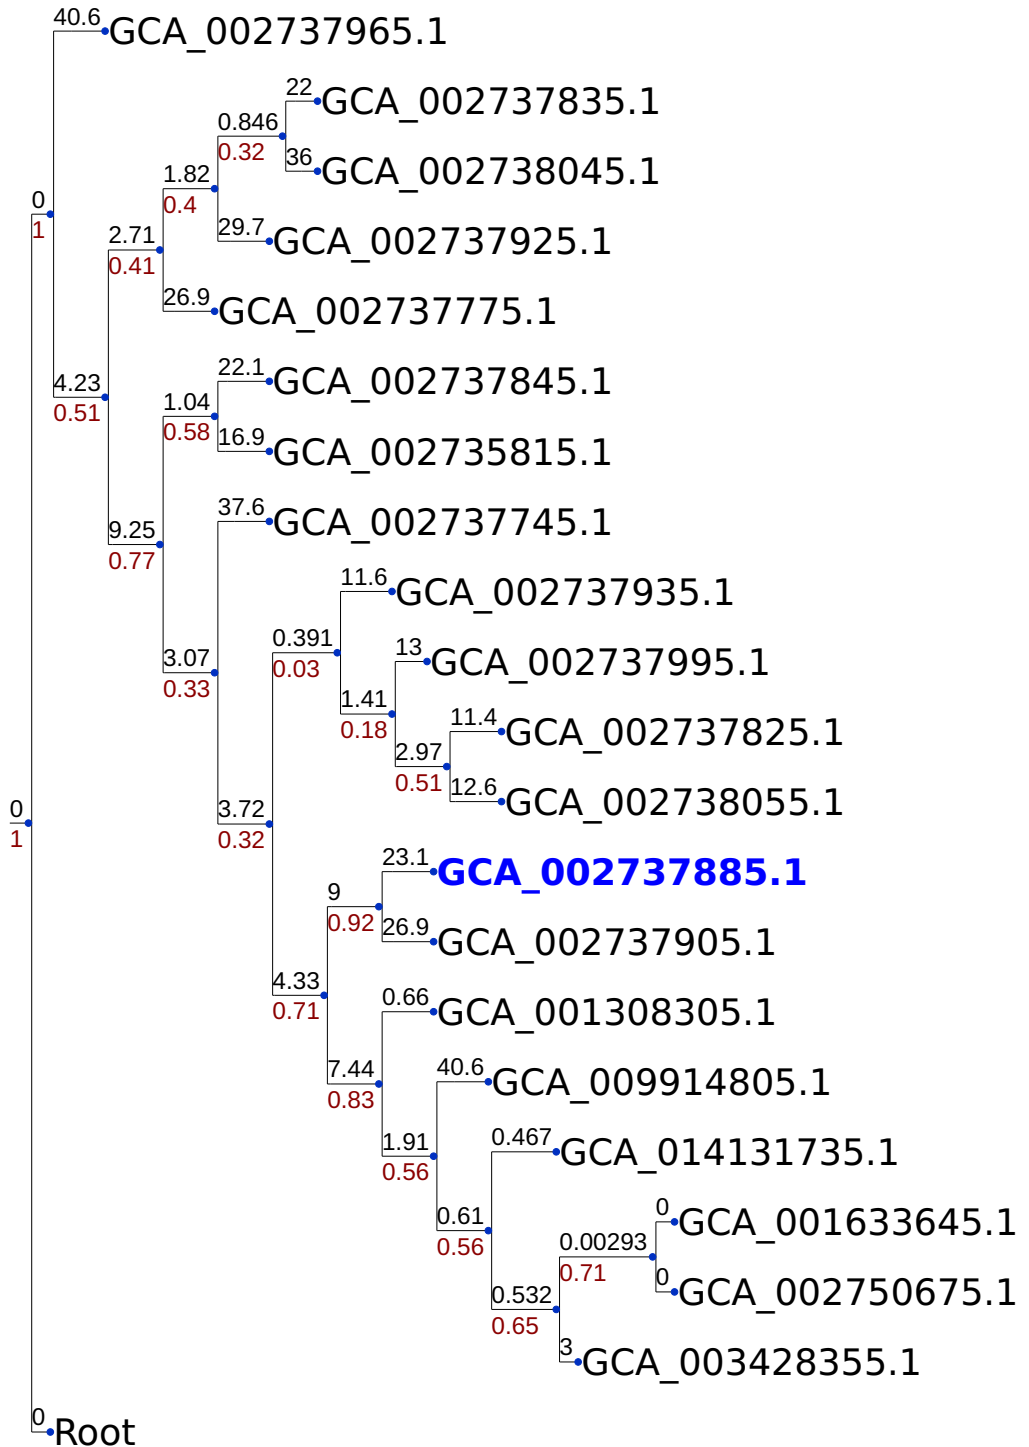 40.6 GCA_002737965.1
22 GCA_002737835.1
0.846
0.32
36 GCA_002738045.1
1.82
0.4
0
1
29.7 GCA_002737925.1
2.71
0.41
26.9 GCA_002737775.1
22.1 GCA_002737845.1
4.23
0.51
1.04
0.58
16.9 GCA_002735815.1
37.6 GCA_002737745.1
9.25
0.77
11.6 GCA_002737935.1
0.391
0.03
13 GCA_002737995.1
3.07
0.33
1.41
0.18
11.4 GCA_002737825.1
2.97
0.51
12.6 GCA_002738055.1
0
1
3.72
0.32
23.1 GCA_002737885.1
9
0.92
26.9 GCA_002737905.1
4.33
0.71
0.66 GCA_001308305.1
7.44
0.83
40.6 GCA_009914805.1
1.91
0.56
0.467 GCA_014131735.1
0.61
0.56
0 GCA_001633645.1
0.00293
0.71
0 GCA_002750675.1
0.532
0.65
3 GCA_003428355.1
0 Root